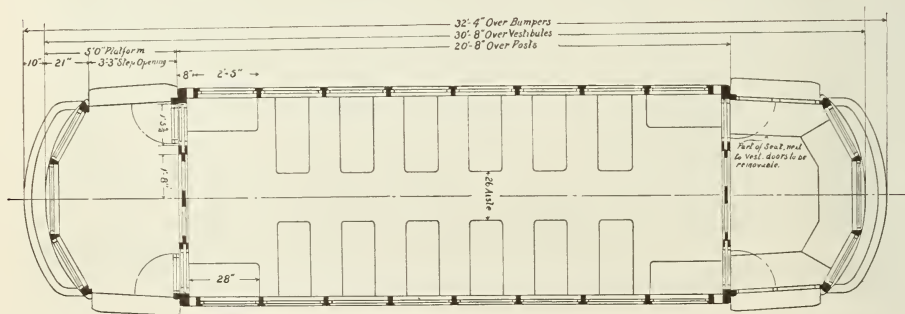 32'-4" Over Bumpers
30'-8" Over Vestibules
20'-8" Over Posts
5'0" Platform
10" 21" 3'-3" Step Opening
8" 2'-5"
1'-8"
26 Aisle
Part of Seat, next
to Vest. doors to be
removable.
28"